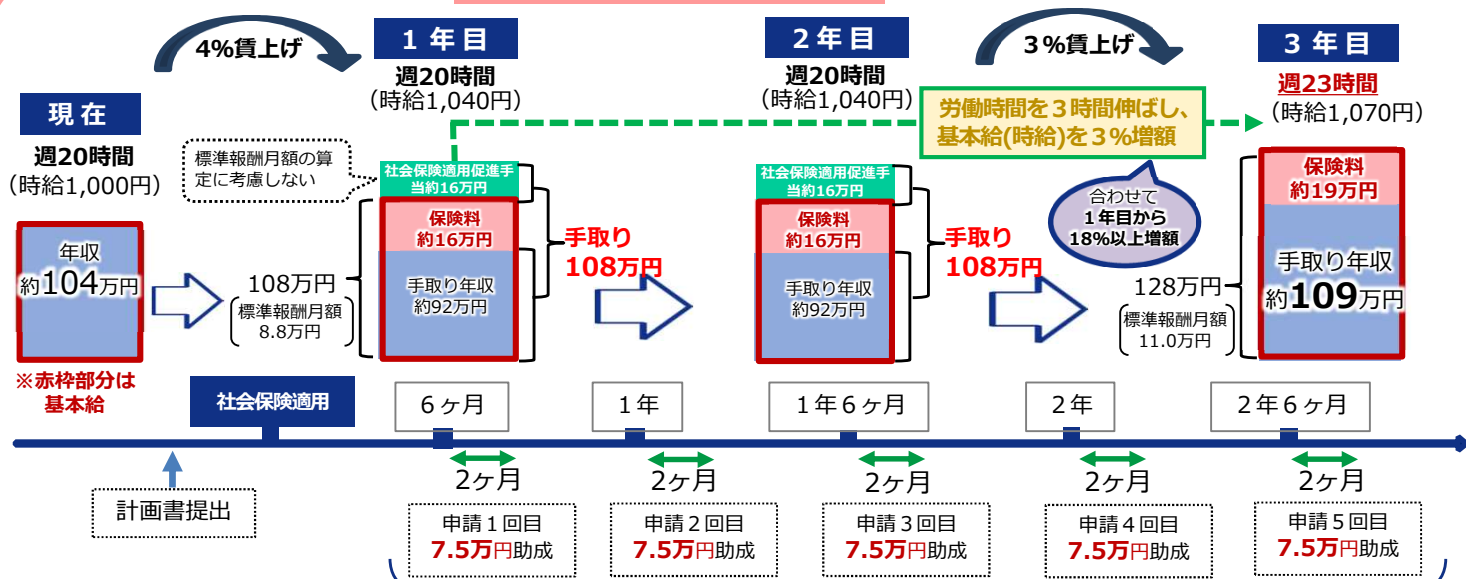 4%賃上げ
1年目
週20時間
（時給1,040円）
2年目
週20時間
（時給1,040円）
3%賃上げ
3年目
週23時間
（時給1,070円）
現在
週20時間
（時給1,000円）
標準報酬月額の算
定に考慮しない
労働時間を３時間伸ばし、
基本給(時給)を３%増額
合わせて
１年目から
18%以上増額
年収
約104万円
※赤枠部分は
基本給
108万円
標準報酬月額
8.8万円
社会保険適用促進手
当約16万円
保険料
約16万円
手取り年収
約92万円
手取り
108万円
社会保険適用促進手
当約16万円
保険料
約16万円
手取り年収
約92万円
手取り
108万円
128万円
標準報酬月額
11.0万円
保険料
約19万円
手取り年収
約109万円
社会保険適用
6ヶ月
1年
1年6ヶ月
2年
2年6ヶ月
計画書提出
2ヶ月
2ヶ月
2ヶ月
2ヶ月
2ヶ月
申請１回目
7.5万円助成
申請２回目
7.5万円助成
申請３回目
7.5万円助成
申請４回目
7.5万円助成
申請５回目
7.5万円助成